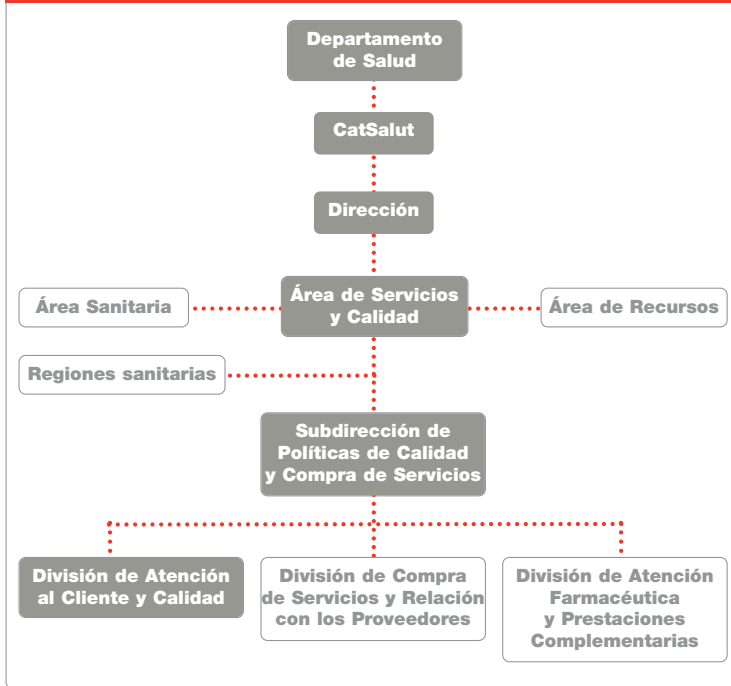 Departamento
de Salud
CatSalut
Dirección
Área Sanitaria
Área de Servicios
y Calidad
Área de Recursos
Regiones sanitarias
Subdirección de
Políticas de Calidad
y Compra de Servicios
División de Atención
al Cliente y Calidad
División de Compra
de Servicios y Relación
con los Proveedores
División de Atención
Farmacéutica
y Prestaciones
Complementarias